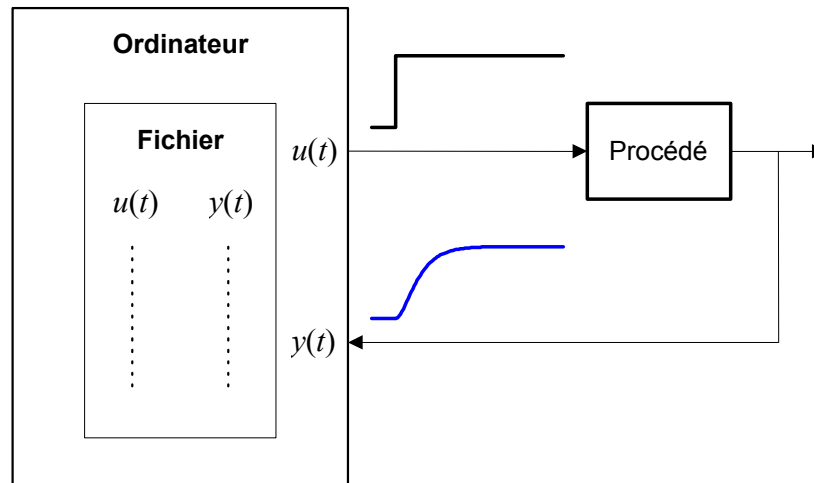 Ordinateur
Fichier
u(t)
Procédé
u(t) y(t)
y(t)